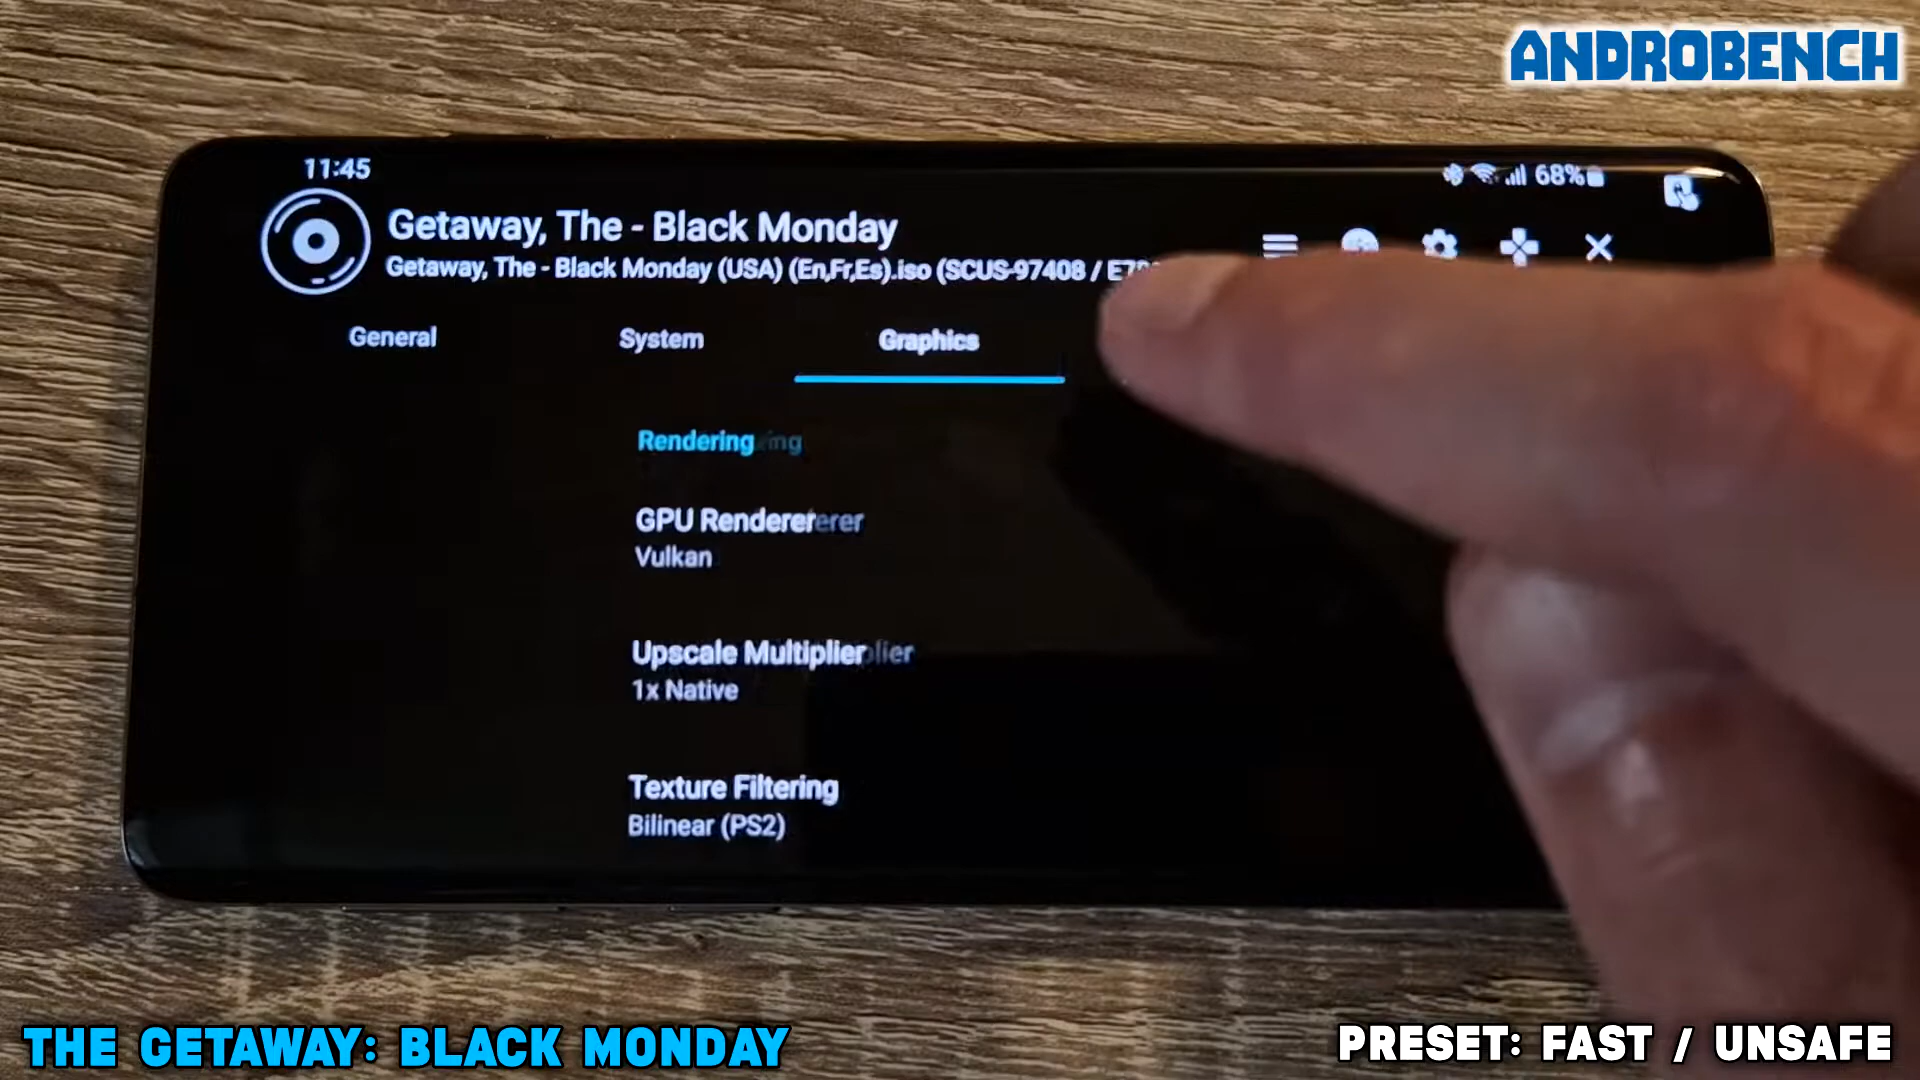 ANDROBENCH
11:45
68%
Getaway, The - Black Monday
Getaway, The - Black Monday (USA) (En,Fr,Es).iso (SCUS-97408 /
General
System
Graphics
Rendering
GPU Renderer
Vulkan
Upscale Multiplier
1x Native
Texture Filtering
Bilinear (PS2)
THE GETAWAY: BLACK MONDAY
PRESET: FAST / UNSAFE